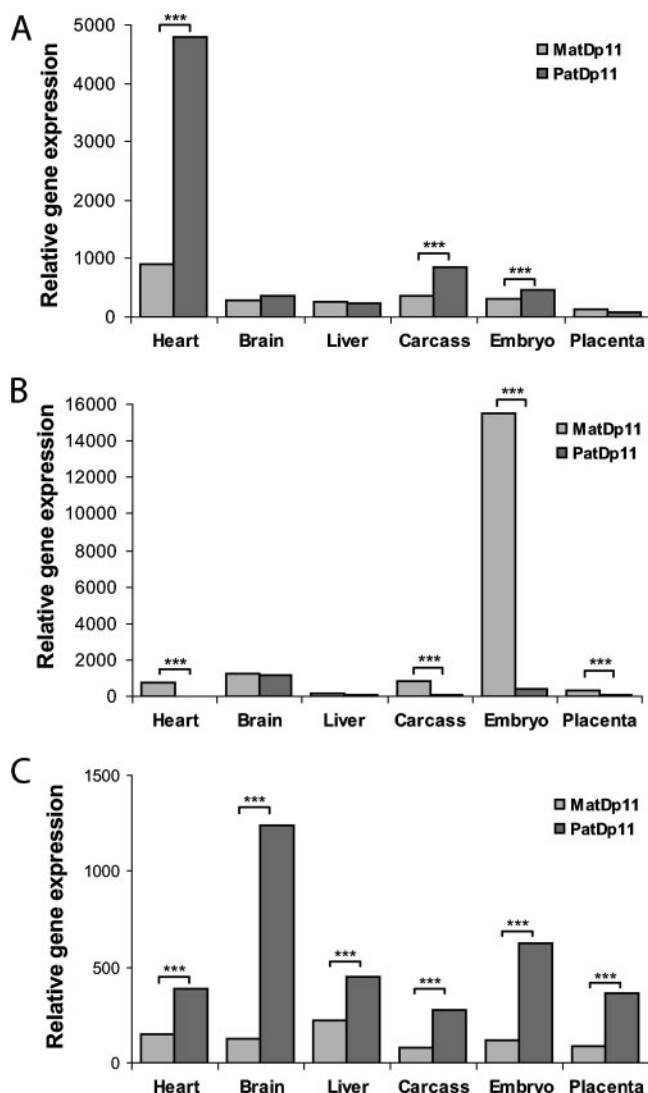 A
Relative gene expression
5000
4000
3000
2000
1000
0
***
***
***
MatDp11
PatDp11
Heart Brain Liver Carcass Embryo Placenta
B
Relative gene expression
16000
14000
12000
10000
8000
6000
4000
2000
0
***
***
***
***
MatDp11
PatDp11
Heart Brain Liver Carcass Embryo Placenta
C
Relative gene expression
1500
1000
500
0
***
***
***
***
***
***
MatDp11
PatDp11
Heart Brain Liver Carcass Embryo Placenta